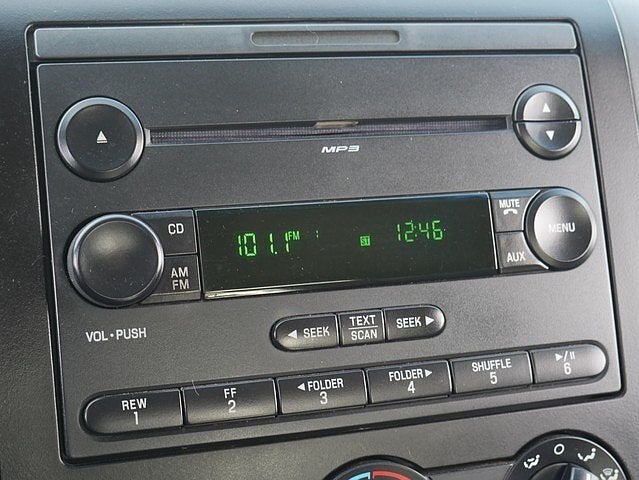 MP3
CD
AM
FM
101.1 FM
ST
12:46
MUTE
AUX
MENU
VOL•PUSH
SEEK
TEXT
SCAN
SEEK
REW
1
FF
2
FOLDER
3
FOLDER
4
SHUFFLE
5
6